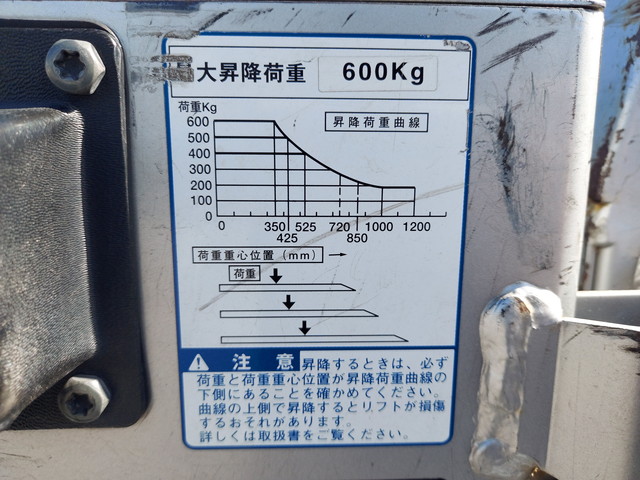 大昇降荷重 600Kg
荷重Kg
昇降荷重曲線
600
500
400
300
200
100
0
0 350 525 720 1000 1200
425 850
荷重重心位置（mm）→
荷重
注意 昇降するときは、必ず
荷重と荷重重心位置が昇降荷重曲線の
下側にあることを確かめてください。
曲線の上側で昇降するとリフトが損傷
するおそれがあります。
詳しくは取扱書をご覧ください。